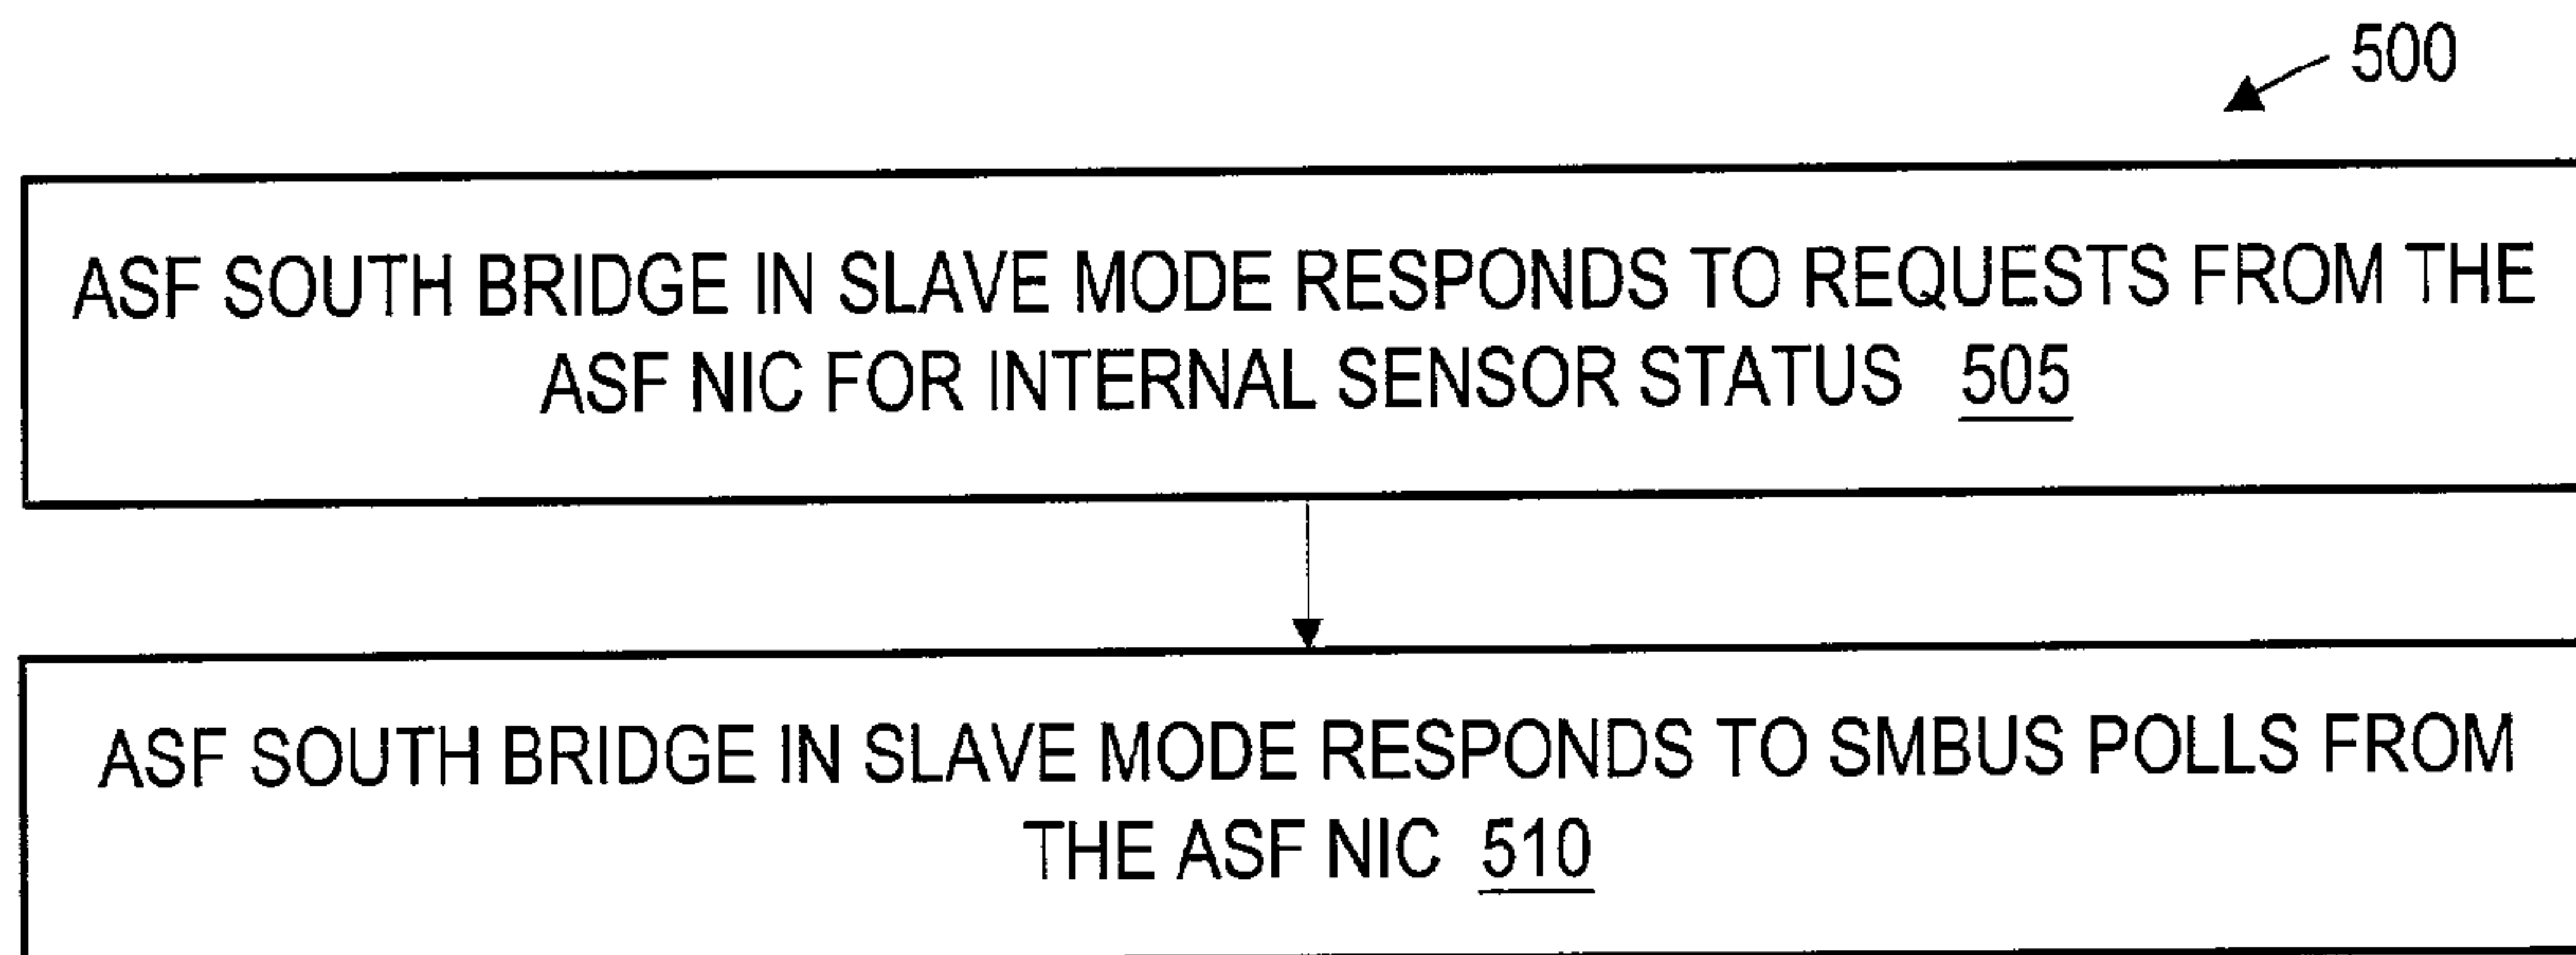 500
ASF SOUTH BRIDGE IN SLAVE MODE RESPONDS TO REQUESTS FROM THE
ASF NIC FOR INTERNAL SENSOR STATUS 505
ASF SOUTH BRIDGE IN SLAVE MODE RESPONDS TO SMBUS POLLS FROM
THE ASF NIC 510